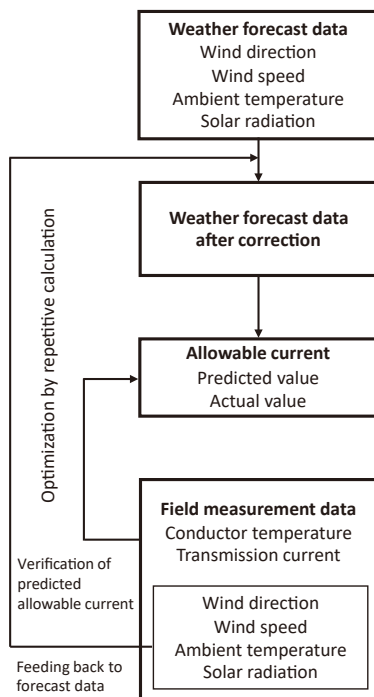 Weather forecast data
Wind direction
Wind speed
Ambient temperature
Solar radiation
Weather forecast data
after correction
Optimization by repetitive calculation
Allowable current
Predicted value
Actual value
Field measurement data
Conductor temperature
Transmission current
Verification of
predicted
allowable current
Wind direction
Wind speed
Ambient temperature
Solar radiation
Feeding back to
forecast data